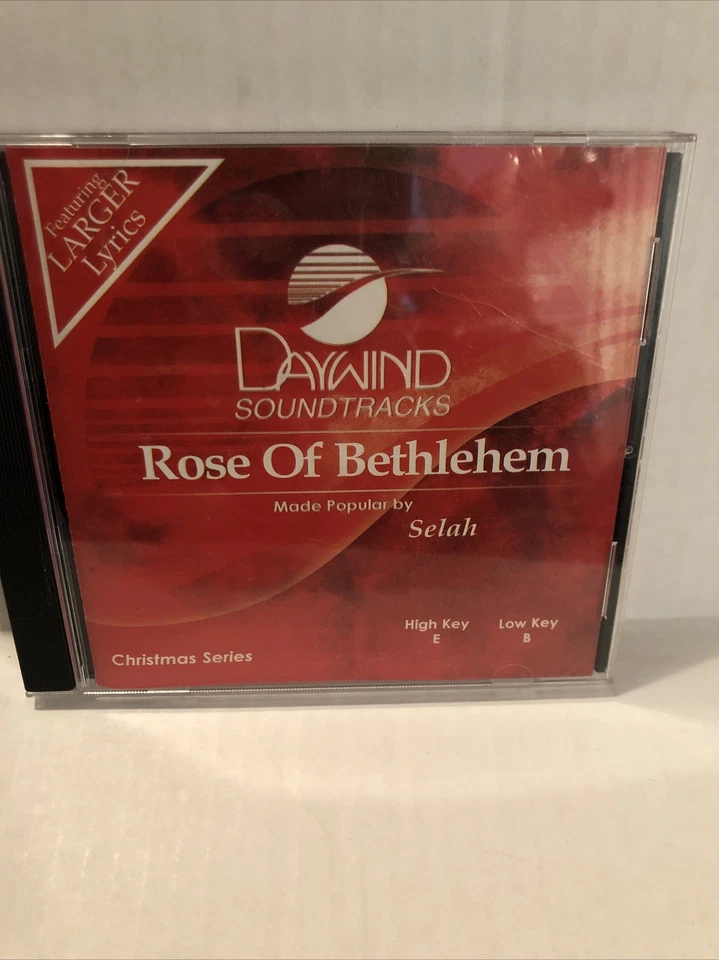 Featuring
LARGER
Lyrics
DAYWIND
SOUNDTRACKS
Rose Of Bethlehem
Made Popular by
Selah
High Key Low Key
E B
Christmas Series